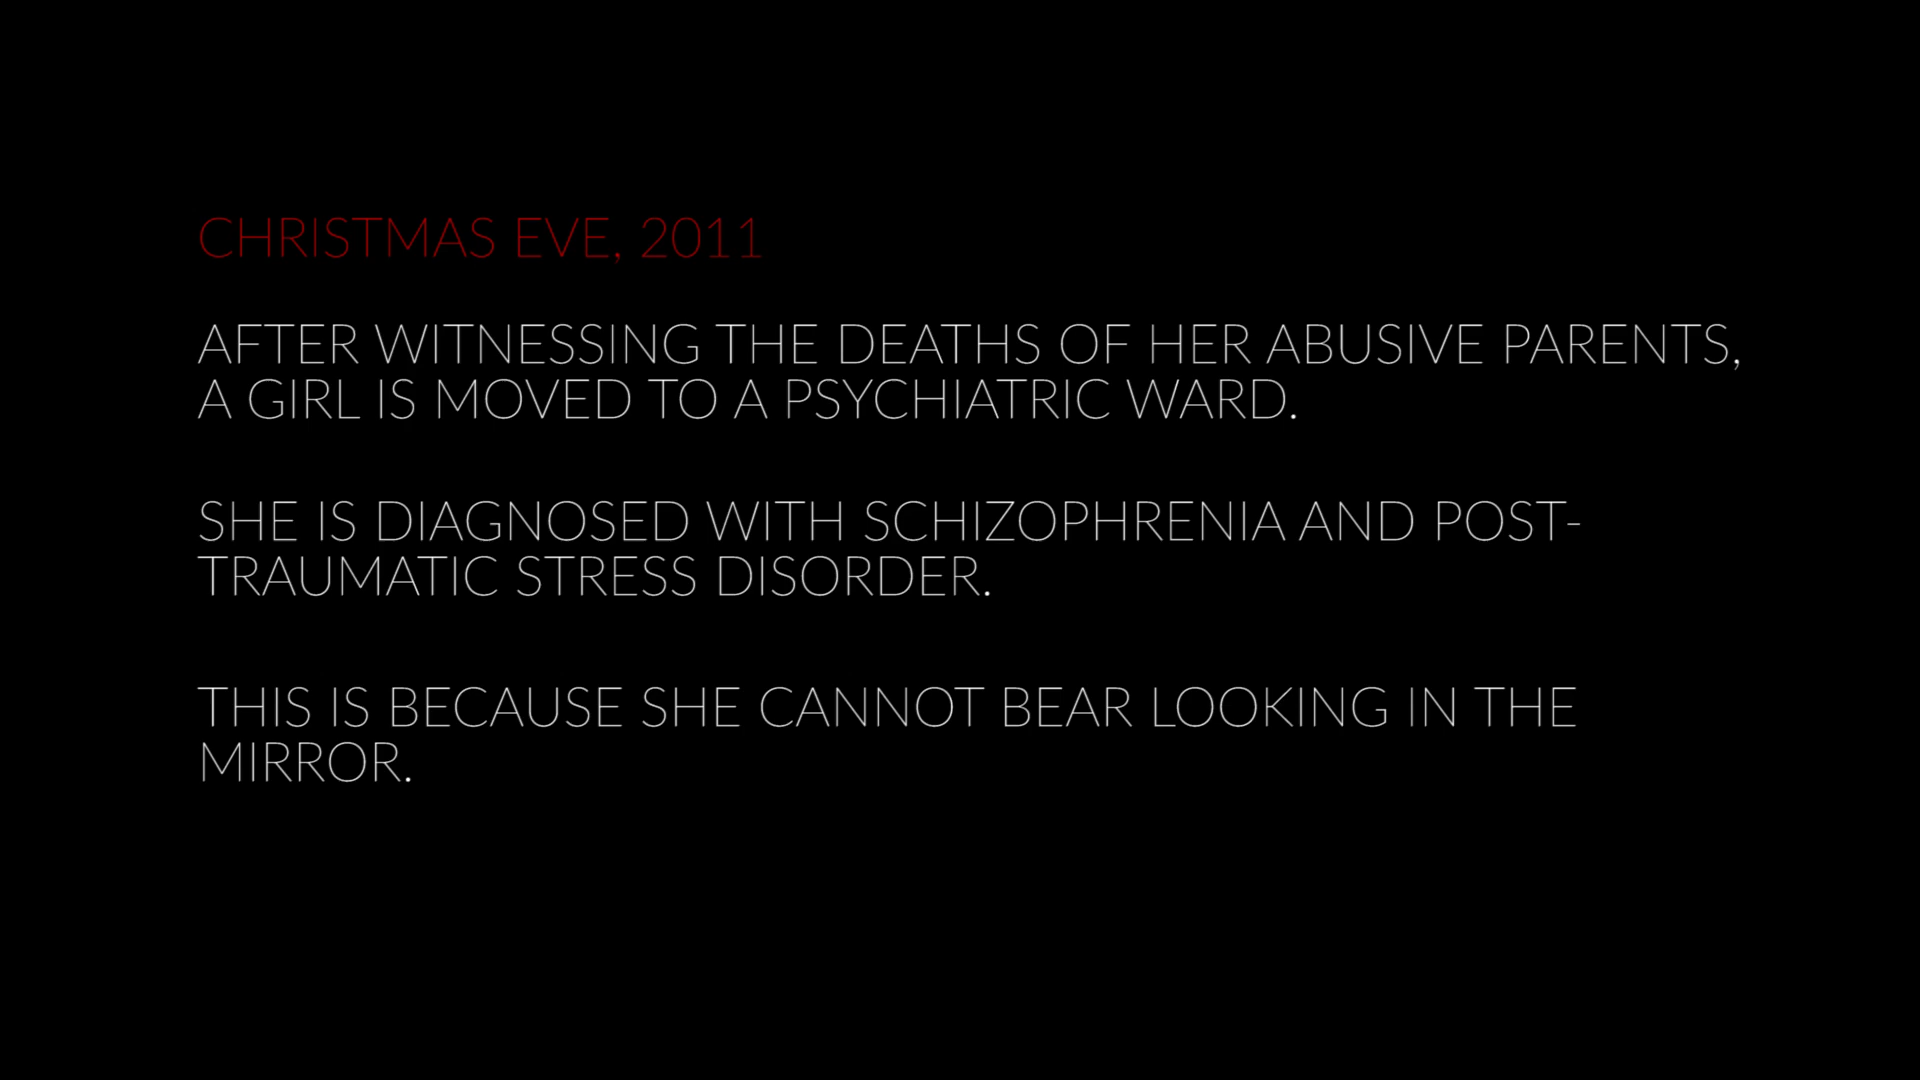 CHRISTMAS EVE, 2011
AFTER WITNESSING THE DEATHS OF HER ABUSIVE PARENTS,
A GIRL IS MOVED TO A PSYCHIATRIC WARD.
SHE IS DIAGNOSED WITH SCHIZOPHRENIA AND POST-
TRAUMATIC STRESS DISORDER.
THIS IS BECAUSE SHE CANNOT BEAR LOOKING IN THE
MIRROR.